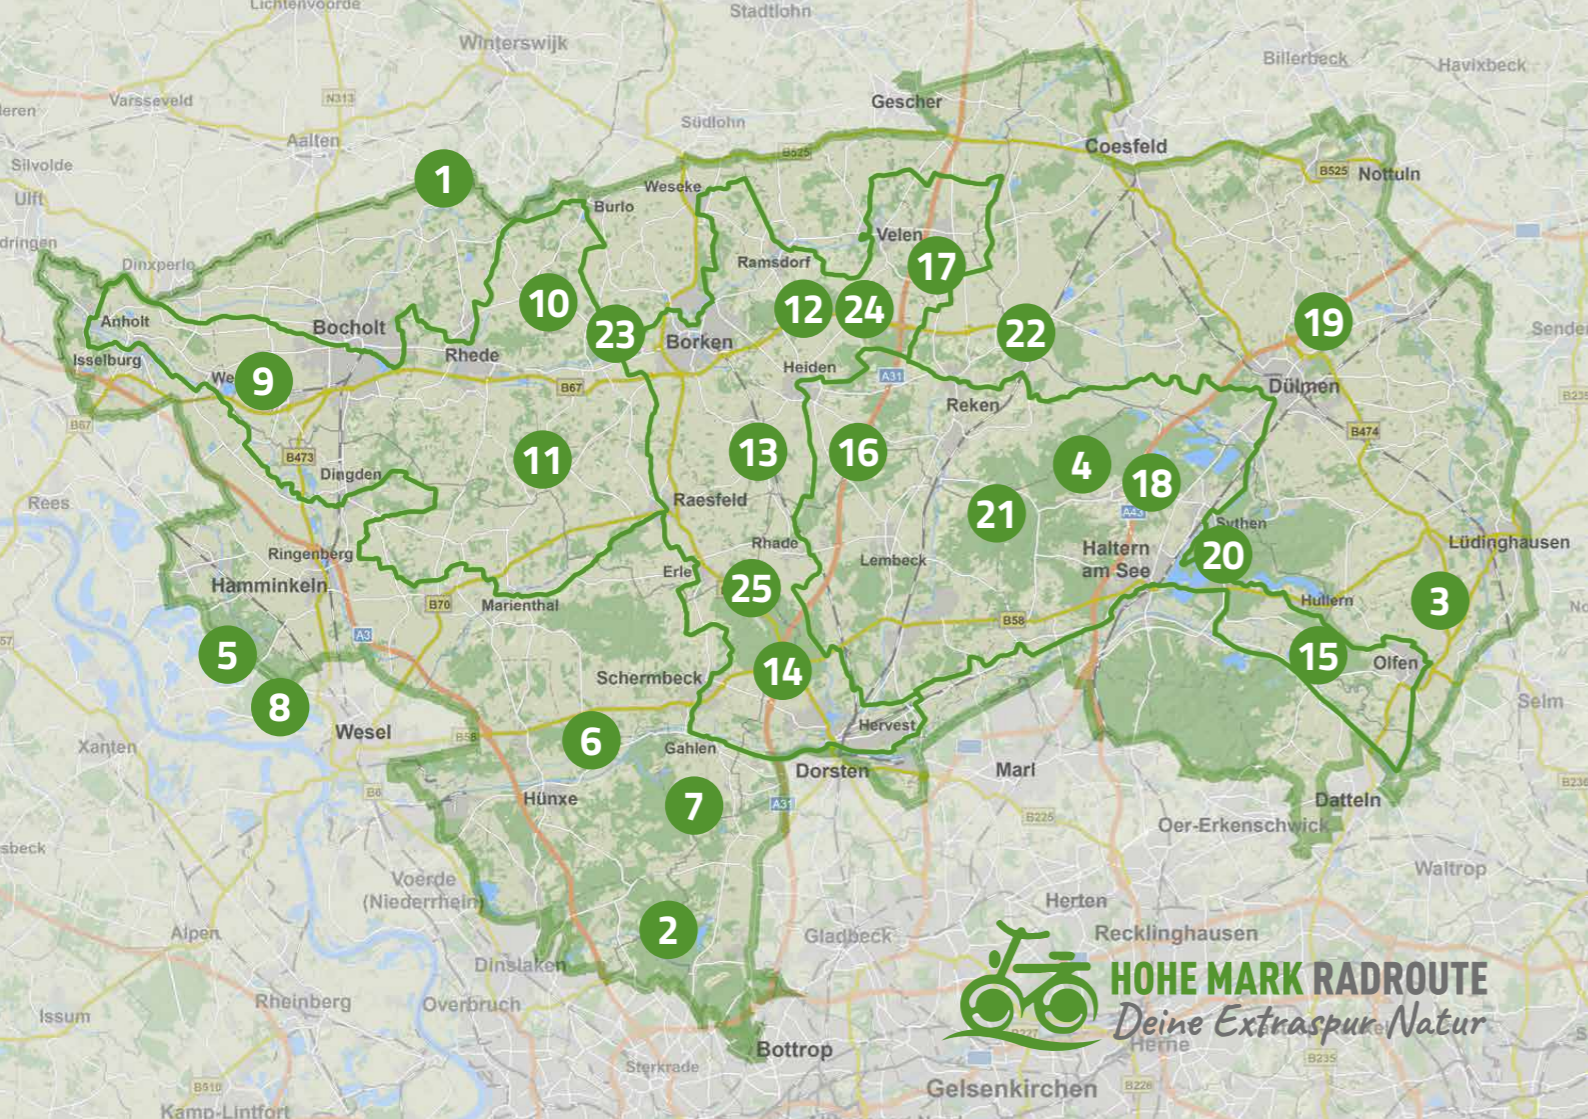 Lichtenvoorde
Stadtlohn
Winterswijk
Billerbeck
Havixbeck
Varsseveld
N313
Gescher
Südlohn
Aalten
Coesfeld
B525
Silvolde
B525
Nottuln
1
Weseke
Ulft
Burlo
Velen
Dinxperlo
Ramsdorf
17
10
12
24
Anholt
Bocholt
23
22
19
Borken
Rhede
Isselburg
Heiden
A31
9
B67
Dülmen
Reken
B67
B474
B473
11
13
16
4
Dingden
18
Rees
Raesfeld
21
A43
Sythen
Rhade
Lüdinghausen
Ringenberg
Haltern
am See
20
Lembeck
Erle
Hamminkeln
25
Marienthal
B70
Hullern
3
B58
A3
5
15
Olfen
14
Schermbeck
8
Selm
Hervest
Wesel
B58
6
Gahlen
Xanten
Dorsten
Marl
B8
Hünxe
7
A31
Datteln
B225
Oer-Erkenschwick
Waltrop
Voerde
(Niederrhein)
Herten
2
Alpen
Gladbeck
Recklinghausen
Dinslaken
HOHE MARK RADROUTE
Rheinberg
Overbruch
Issum
Deine Extraspur Natur
B227
Herne
Bottrop
B235
Sterkrade
B510
Gelsenkirchen
B226
Kamp-Lintfort